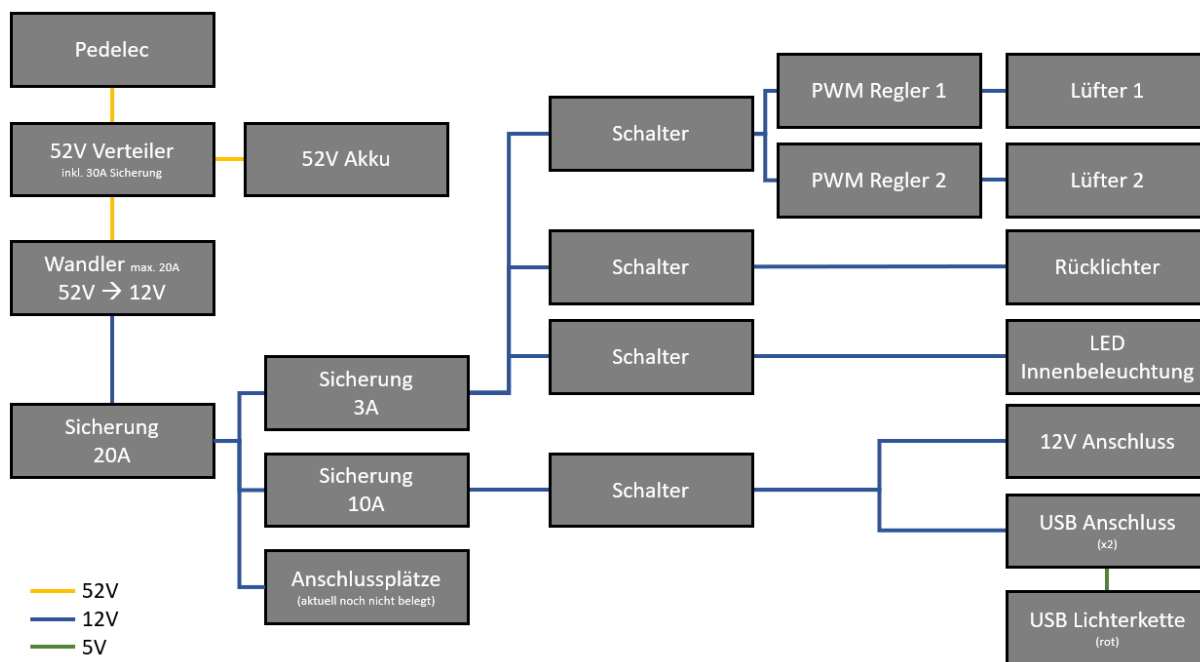 Pedelec
52V Verteiler
inkl. 30A Sicherung
52V Akku
Wandler max. 20A
52V → 12V
Sicherung
20A
Sicherung
3A
Sicherung
10A
Anschlussplätze
(aktuell noch nicht belegt)
Schalter
PWM Regler 1
Lüfter 1
PWM Regler 2
Lüfter 2
Schalter
Rücklichter
Schalter
LED
Innenbeleuchtung
Schalter
12V Anschluss
USB Anschluss
(x2)
USB Lichterkette
(rot)
52V
12V
5V